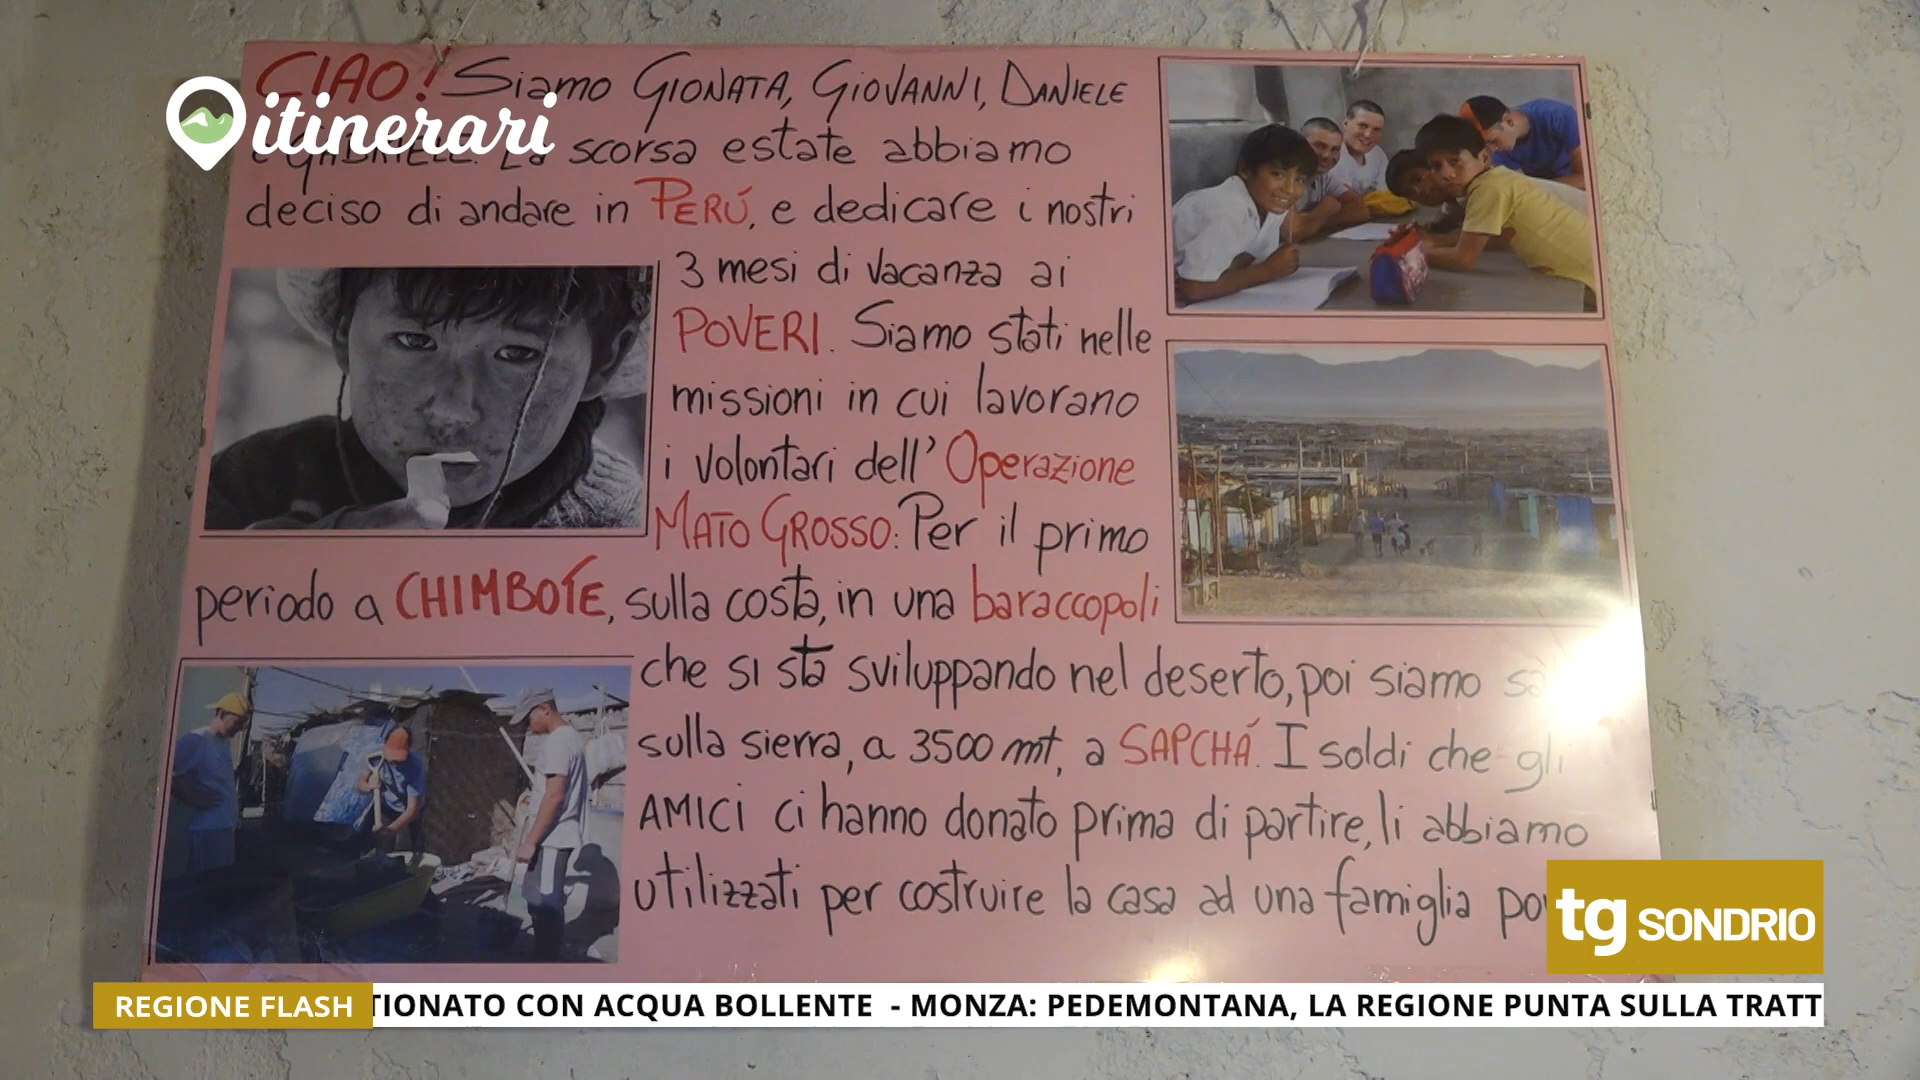 CIAO! Siamo GIONATA, GIOVANNI, DANIELE
itinerari
e GABRIELE. La scorsa estate abbiamo
deciso di andare in PERÚ, e dedicare i nostri
3 mesi di vacanza ai
POVERI. Siamo stati nelle
missioni in cui lavorano
i volontari dell' Operazione
MATO GROSSO: Per il primo
periodo a CHIMBOTE, sulla costa, in una baraccopoli
che si sta sviluppando nel deserto, poi siamo
sulla sierra, a 3500 mt, a SAPCHÁ. I soldi che gli
AMICI ci hanno donato prima di partire, li abbiamo
utilizzati per costruire la casa ad una famiglia
tg SONDRIO
REGIONE FLASH TIONATO CON ACQUA BOLLENTE - MONZA: PEDEMONTANA, LA REGIONE PUNTA SULLA TRATT